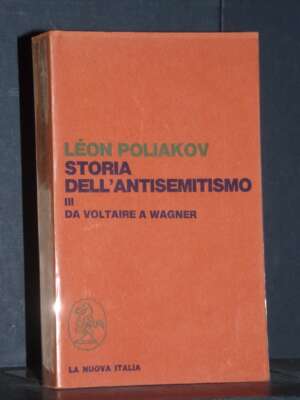 LÉON POLIAKOV
STORIA
DELL'ANTISEMITISMO
III
DA VOLTAIRE A WAGNER
LA NUOVA ITALIA